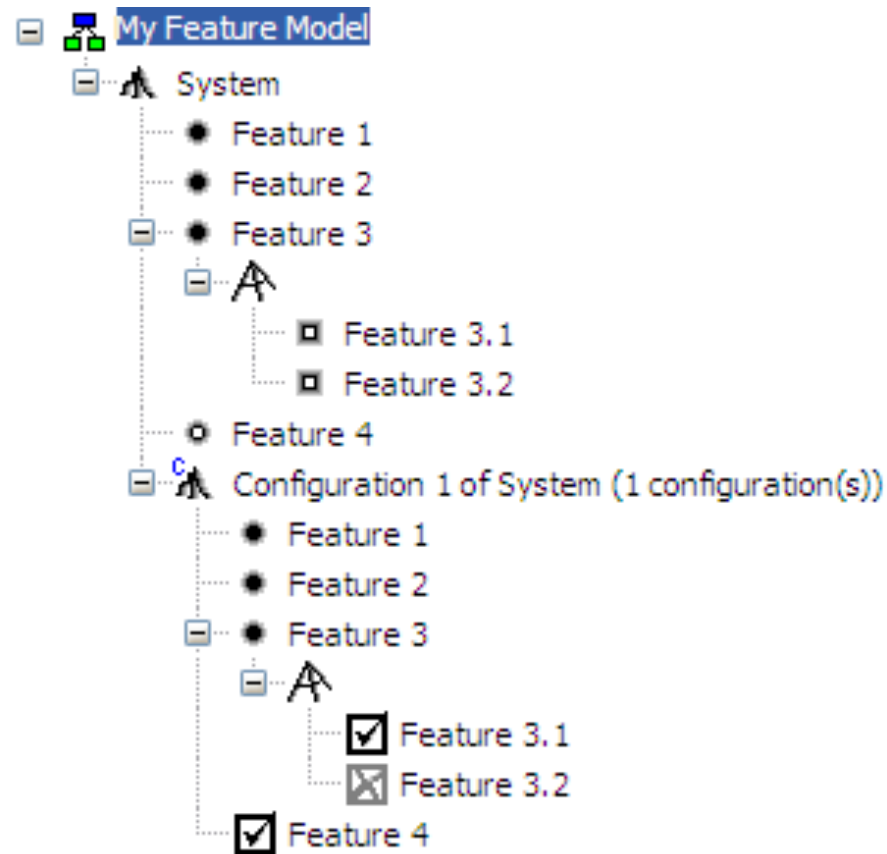 My Feature Model
System
Feature 1
Feature 2
Feature 3
Feature 3.1
Feature 3.2
Feature 4
C
Configuration 1 of System (1 configuration(s))
Feature 1
Feature 2
Feature 3
Feature 3.1
Feature 3.2
Feature 4